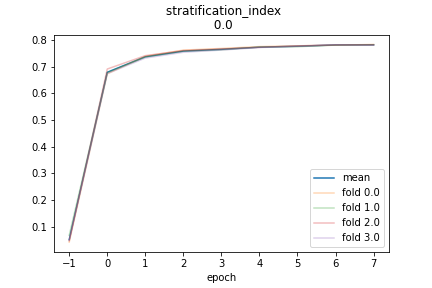 stratification_index
0.0
0.8
0.7
0.6
0.5
0.4
0.3
0.2
0.1
mean
fold 0.0
fold 1.0
fold 2.0
fold 3.0
−1 0 1 2 3 4 5 6 7
epoch